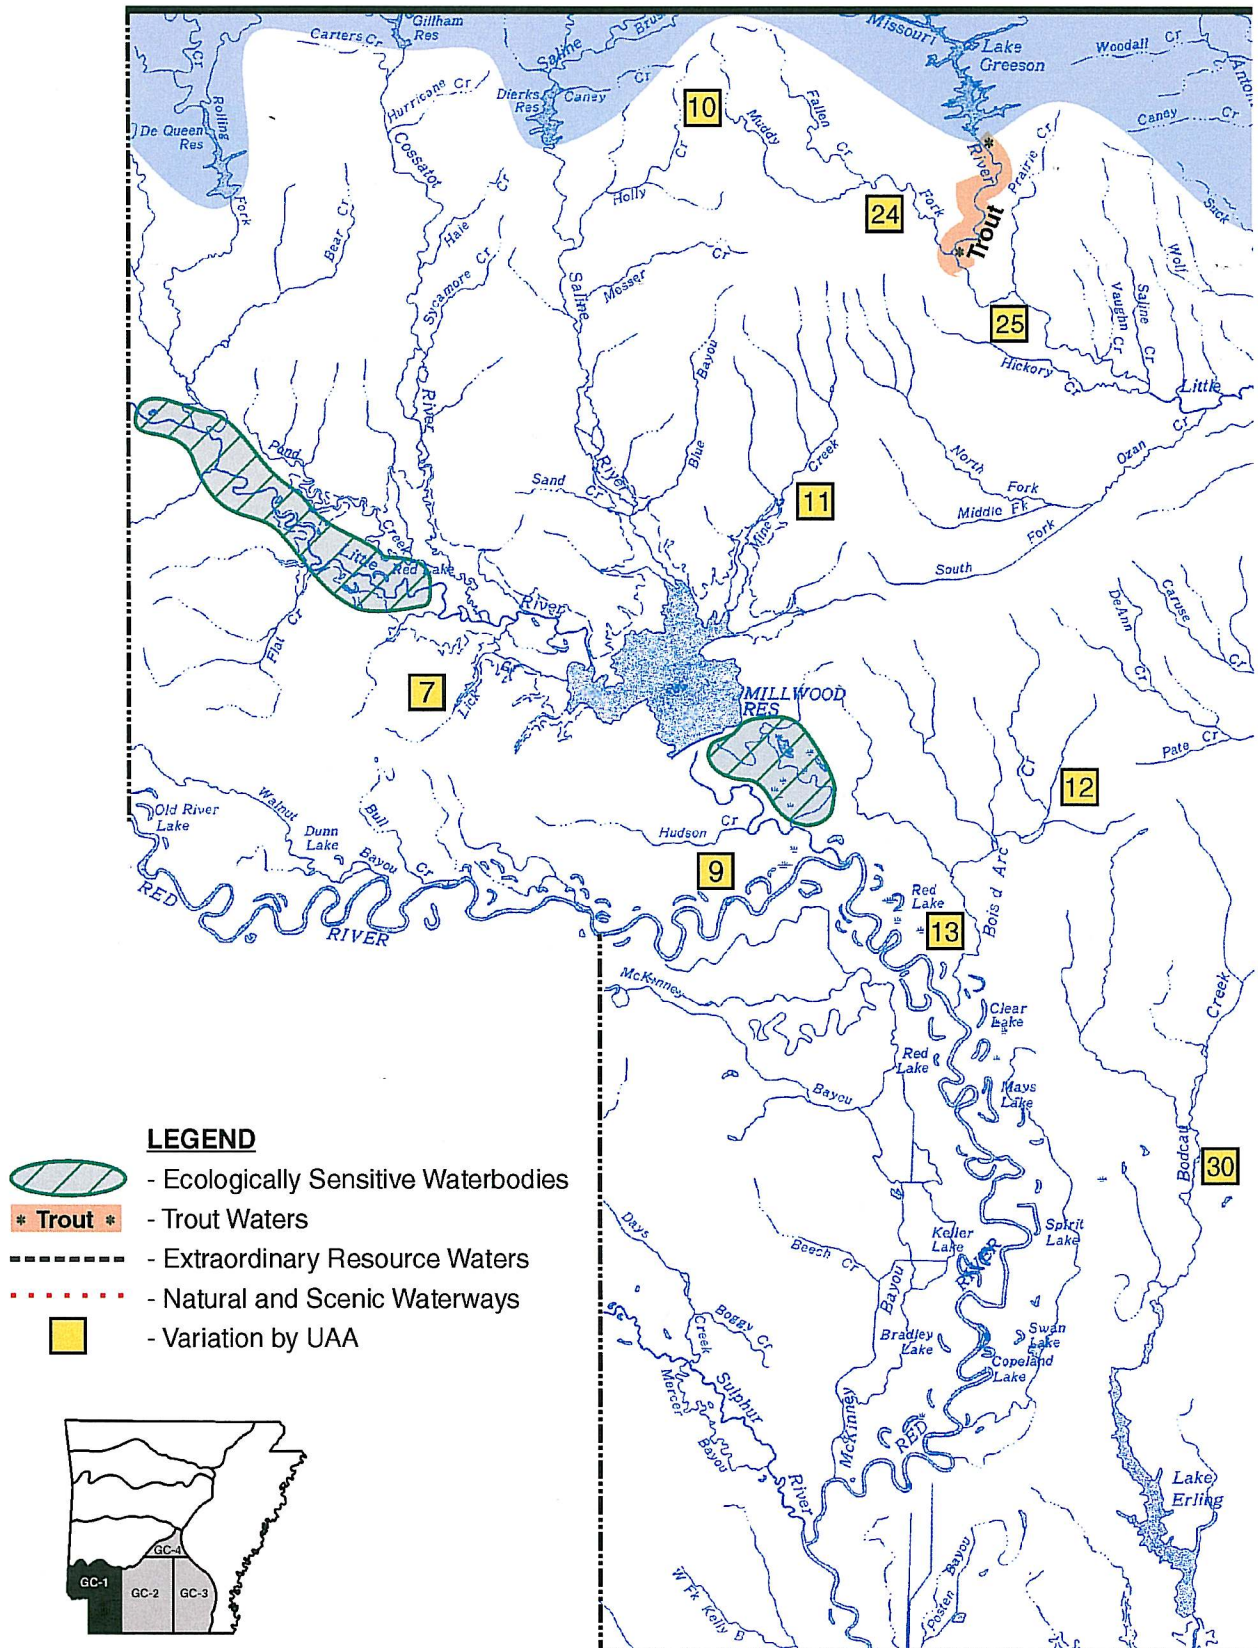 Carters Cr
Gillham
Res
Saline
Brus
Missouri
Lake
Greeson
Woodall Cr
Antoi
Cr
Rolling
De Queen
Res
Fork
Hurricane Cr
Cossatot
Dierks
Res
Caney Cr
10
Muddy
Fallen
Cr
Cr
Holly
24
Fork
River
Prairie Cr
Trout
Caney Cr
Suck
Bear Cr
Haie
Cr
Sycamore Cr
Saline
Messer
Cr
25
Wolf
Saline
Cr
Vaughn Cr
Hickory
Cr
Little
River
Bayou
Blue
River
Sand
Cr
Creek
Mine
11
North
Fork
Middle Fk
Ozan
Cr
Fork
South
Pond
Creek
Little
Red Lake
River
Flat Cr
7
Lick
Cr
MILLWOOD
RES
DeAnn
Cr
Caruse
Cr
Pate Cr
Cr
12
Old River
Lake
Walnut
Dunn
Lake
Bull
Bayou
Cr
Hudson
Cr
9
RED
RIVER
Red
Lake
13
Bois d Arc
McKinney
Clear
Lake
Creek
Red
Lake
Bayou
Mays
Lake
Bodcau
30
LEGEND
- Ecologically Sensitive Waterbodies
* Trout * - Trout Waters
- Extraordinary Resource Waters
- Natural and Scenic Waterways
- Variation by UAA
Days
Creek
Boggy Cr
Beech Cr
Keller
Lake
RIVER
Spirit
Lake
Bayou
Bradley
Lake
Swan
Lake
Copeland
Lake
Mercer
Bayou
Sulphur
River
McKinney
RED
Lake
Erling
W Fk Kelly B
Posten Bayou
GC-4
GC-1
GC-2
GC-3